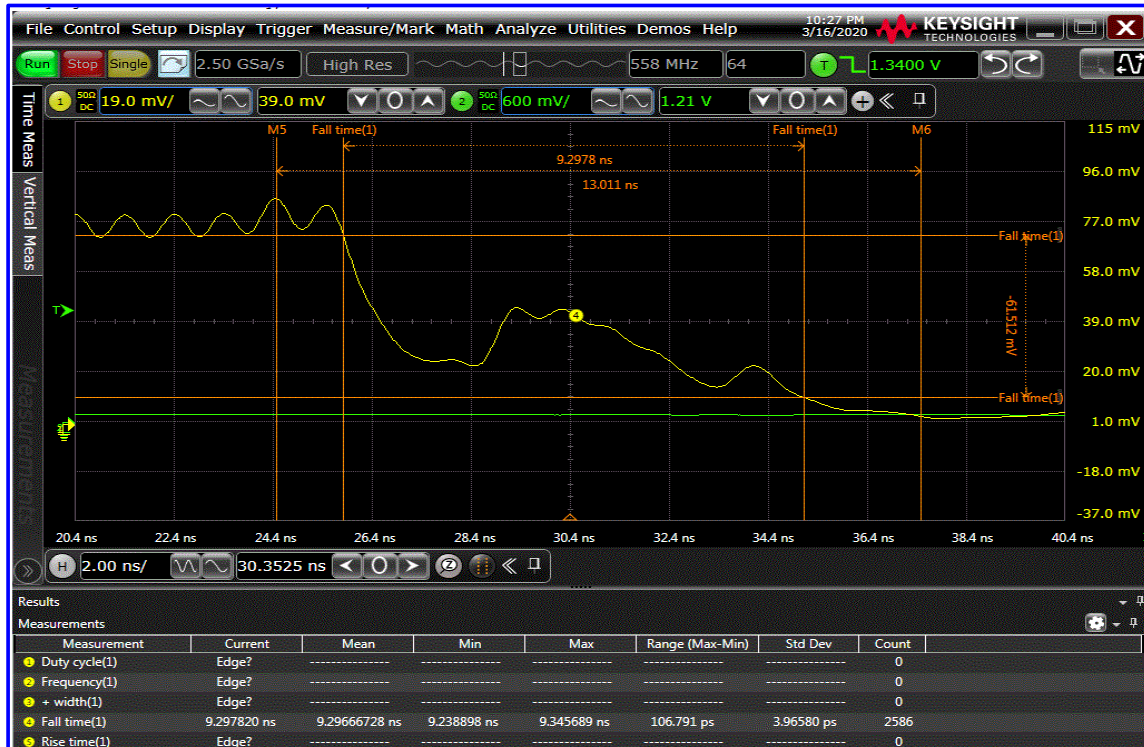 File Control Setup Display Trigger Measure/Mark Math Analyze Utilities Demos Help
10:27 PM
3/16/2020
KEYSIGHT
TECHNOLOGIES
X
Run Stop Single 2.50 GSa/s High Res 558 MHz 64 T 1.3400 V
1 50Ω DC 19.0 mV/ 39.0 mV 2 50Ω DC 600 mV/ 1.21 V
Time Meas
Vertical Meas
Measurements
M5 Fall time(1) Fall time(1) M6
9.2978 ns
13.011 ns
115 mV
96.0 mV
77.0 mV
Fall time(1)
58.0 mV
T
4
-61.512 mV
39.0 mV
20.0 mV
Fall time(1)
1.0 mV
-18.0 mV
-37.0 mV
20.4 ns 22.4 ns 24.4 ns 26.4 ns 28.4 ns 30.4 ns 32.4 ns 34.4 ns 36.4 ns 38.4 ns 40.4 ns
H 2.00 ns/ 30.3525 ns 0 Z
Results
Measurements
Measurement Current Mean Min Max Range (Max-Min) Std Dev Count
1 Duty cycle(1) Edge? --------------- --------------- --------------- --------------- --------------- 0
2 Frequency(1) Edge? --------------- --------------- --------------- --------------- --------------- 0
3 + width(1) Edge? --------------- --------------- --------------- --------------- --------------- 0
4 Fall time(1) 9.297820 ns 9.29666728 ns 9.238898 ns 9.345689 ns 106.791 ps 3.96580 ps 2586
5 Rise time(1) Edge? --------------- --------------- --------------- --------------- --------------- 0